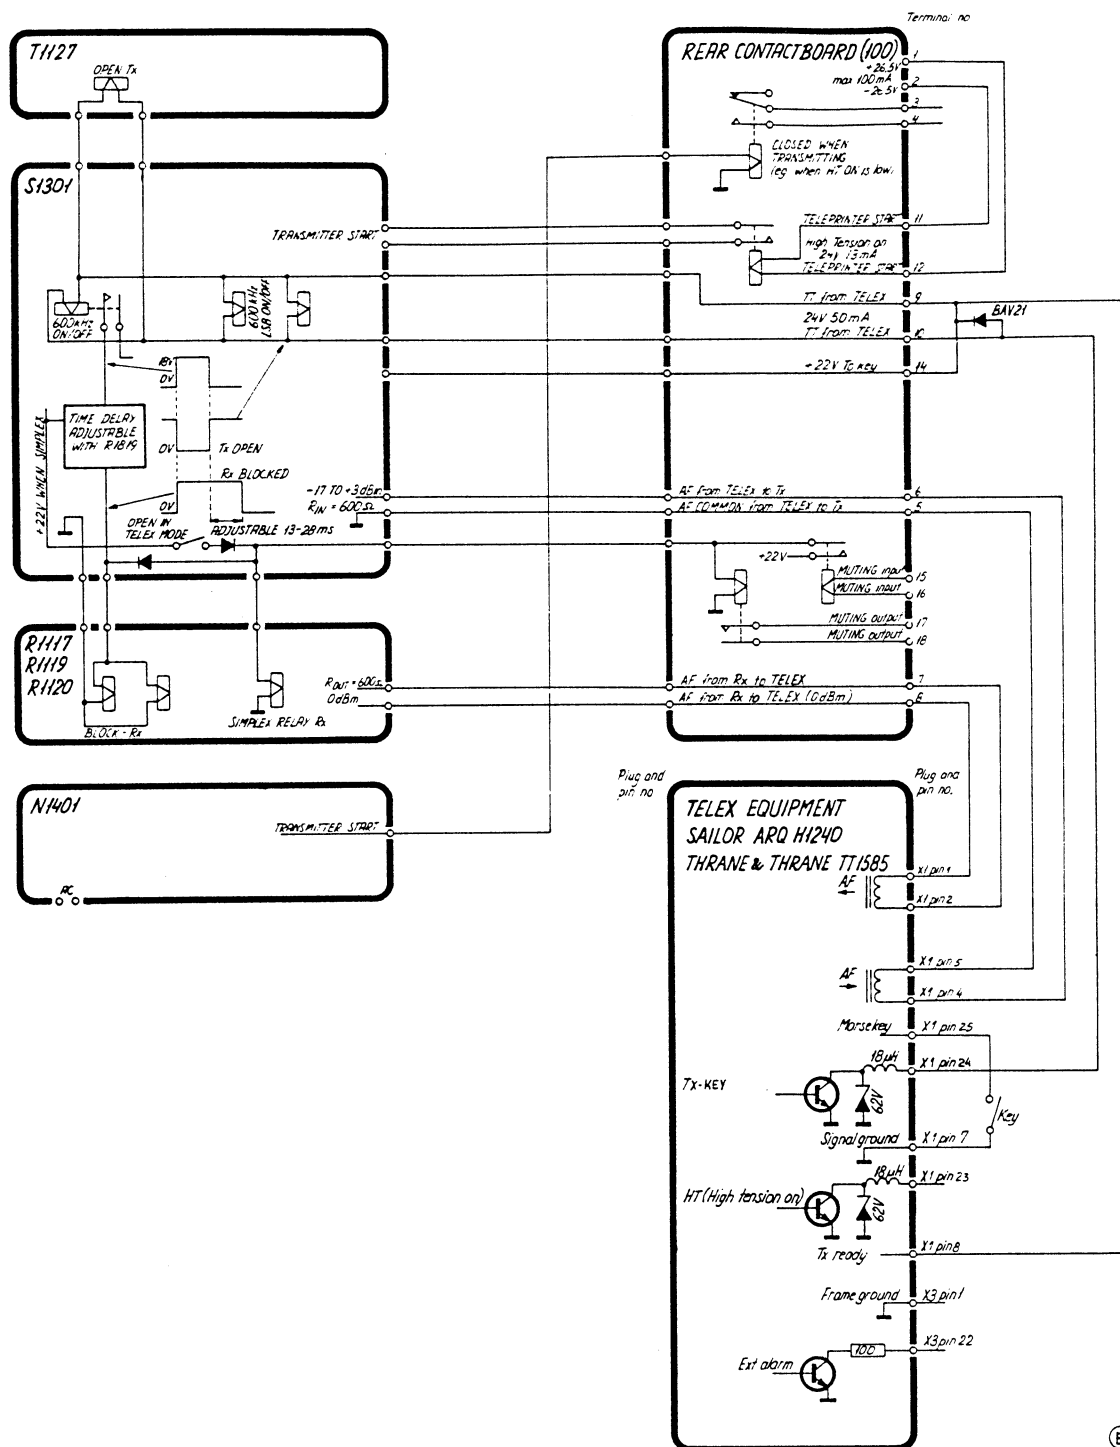 Terminal no
T1127
OPEN Tx
REAR CONTACTBOARD (100)
1
+26,5V
max 100mA
2
-26,5V
3
4
CLOSED WHEN
TRANSMITTING
(eg when HT ON is low)
S1301
TRANSMITTER START
TELEPRINTER START
11
High Tension on
24V 13mA
TELEPRINTER START
12
600kHz
ON/OFF
600kHz
LSB ON/OFF
TT from TELEX
9
24V 50mA
BAV21
TT from TELEX
10
18V
0V
+22V To key
14
TIME DELAY
ADJUSTABLE
WITH R1819
0V
Tx OPEN
Rx BLOCKED
+22V WHEN SIMPLEX
0V
-17 TO +3dBm
RIN = 600Ω
AF from TELEX to Tx
6
AF COMMON from TELEX to Tx
5
OPEN IN
TELEX MODE
ADJUSTABLE 13-28ms
+22V
MUTING input
15
MUTING input
16
MUTING output
17
MUTING output
18
R1117
R1119
R1120
ROUT = 600Ω
0dBm
AF from Rx to TELEX
7
AF from Rx to TELEX (0dBm)
8
SIMPLEX RELAY Rx
BLOCK - Rx
Plug and
pin no
Plug and
pin no.
N1401
TRANSMITTER START
AC
TELEX EQUIPMENT
SAILOR ARQ H1240
THRANE & THRANE TT1585
X1 pin 1
AF
X1 pin 2
X1 pin 5
AF
X1 pin 4
Morsekey
X1 pin 25
18µH
X1 pin 24
Tx-KEY
62V
Key
Signal ground
X1 pin 7
18µH
X1 pin 23
HT (High tension on)
62V
Tx ready
X1 pin 8
Frame ground
X3 pin 1
X3 pin 22
100
Ext alarm